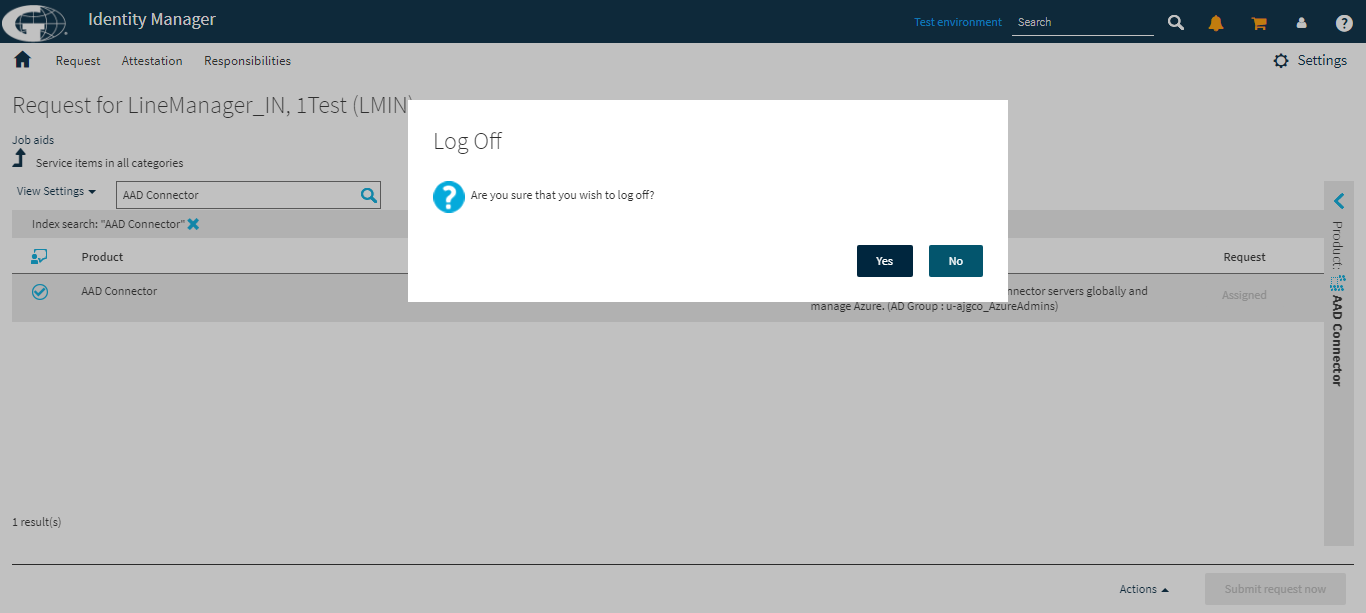 Identity Manager
Test environment
Search
Request
Attestation
Responsibilities
Settings
Request for LineManager_IN, 1Test (LMIN)
Job aids
Service items in all categories
View Settings
AAD Connector
Index search: "AAD Connector"
Product
Request
AAD Connector
nnector servers globally and
manage Azure. (AD Group : u-ajgco_AzureAdmins)
Assigned
Log Off
Are you sure that you wish to log off?
Yes
No
Product:
AAD Connector
1 result(s)
Actions
Submit request now